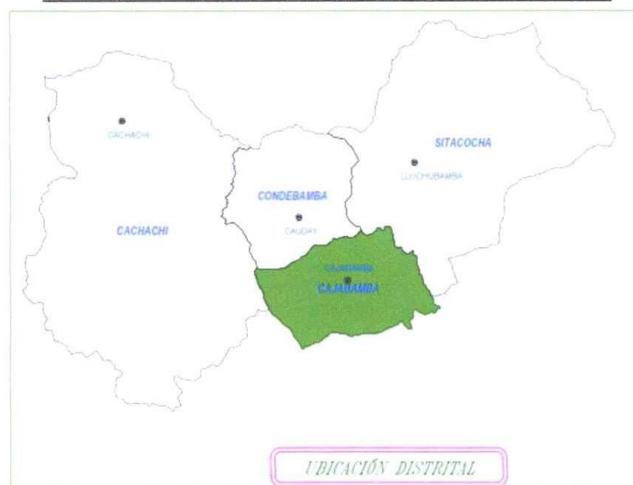 CACHACHI
SITACOCHA
LLUCHUBAMBA
CONDEBAMBA
CAUDAY
CACHACHI
CAJABAMBA
CAJABAMBA
UBICACIÓN DISTRITAL